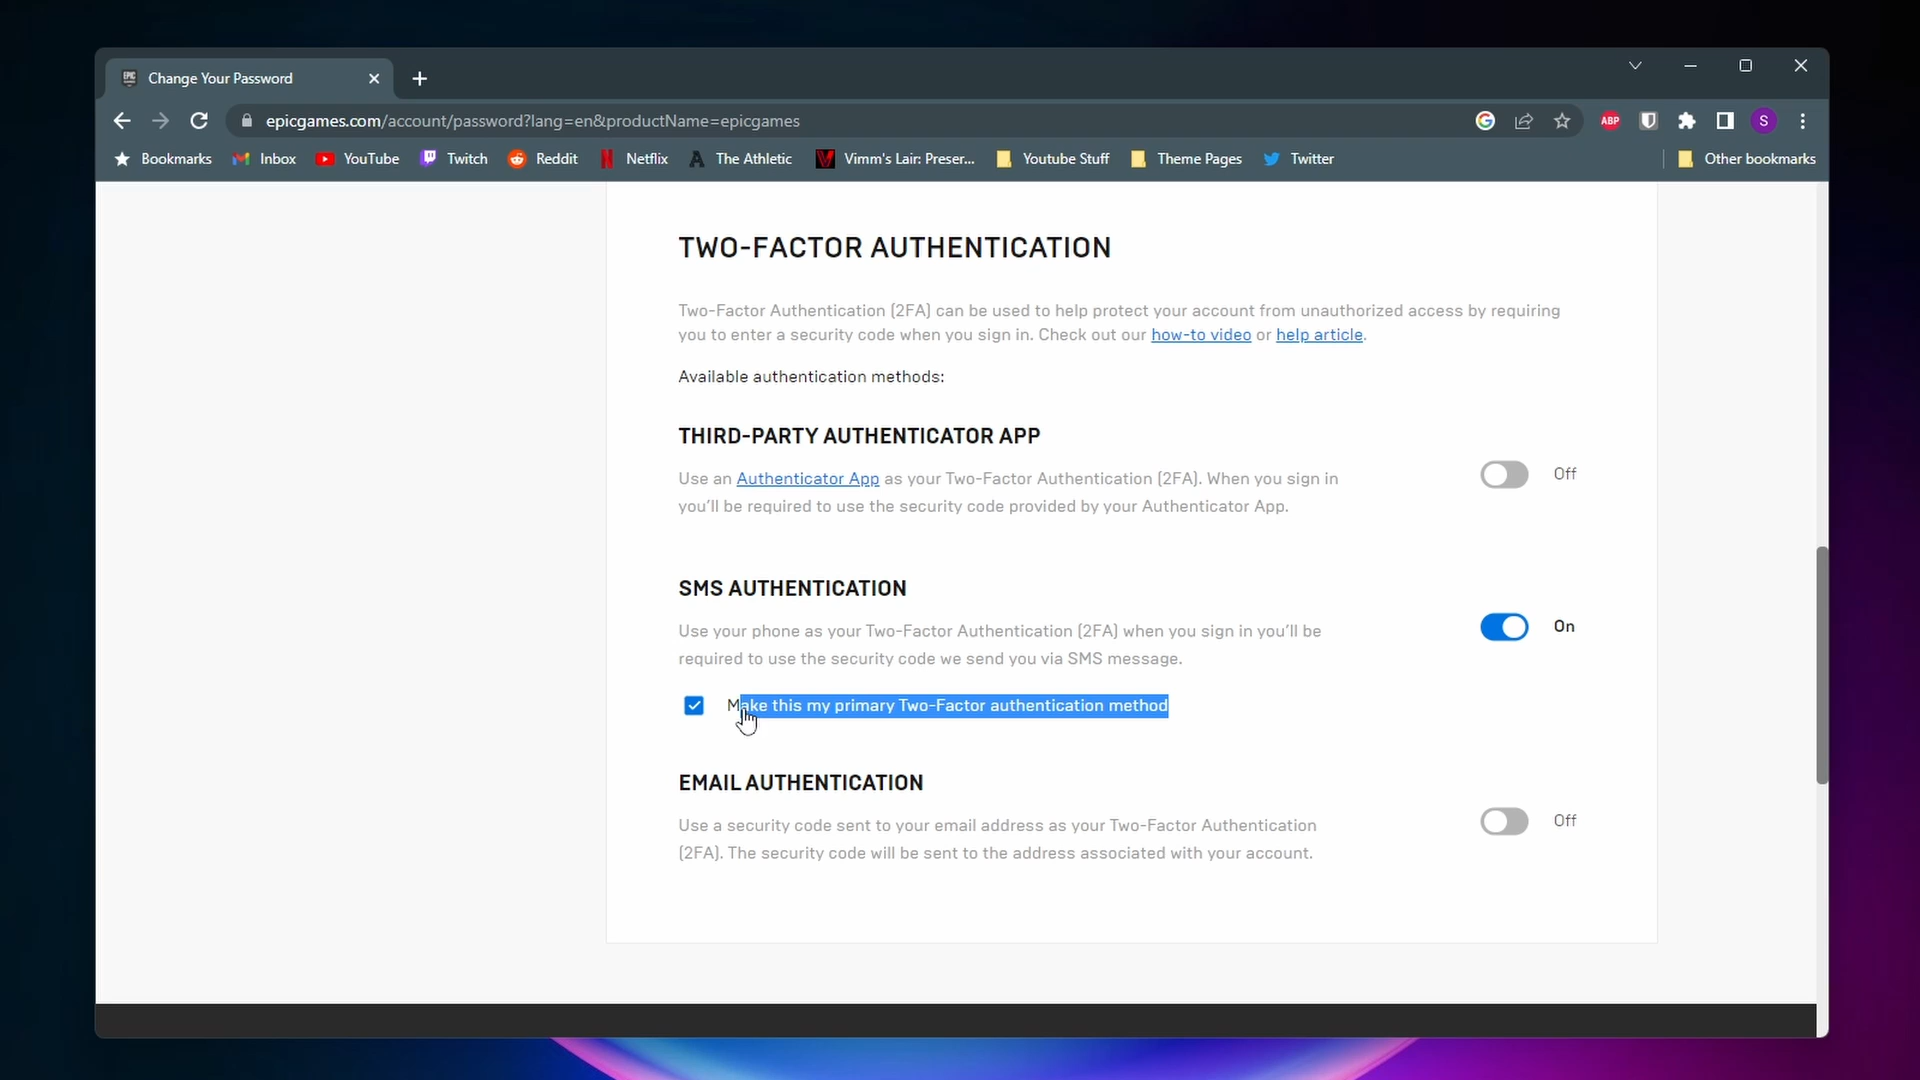 EPIC
Change Your Password
epicgames.com/account/password?lang=en&productName=epicgames
G
ABP
S
Bookmarks
Inbox
YouTube
Twitch
Reddit
Netflix
The Athletic
Vimm's Lair: Preser...
Youtube Stuff
Theme Pages
Twitter
Other bookmarks
TWO-FACTOR AUTHENTICATION
Two-Factor Authentication (2FA) can be used to help protect your account from unauthorized access by requiring
you to enter a security code when you sign in. Check out our how-to video or help article.
Available authentication methods:
THIRD-PARTY AUTHENTICATOR APP
Use an Authenticator App as your Two-Factor Authentication (2FA). When you sign in
you'll be required to use the security code provided by your Authenticator App.
Off
SMS AUTHENTICATION
Use your phone as your Two-Factor Authentication (2FA) when you sign in you'll be
required to use the security code we send you via SMS message.
On
Make this my primary Two-Factor authentication method
EMAIL AUTHENTICATION
Use a security code sent to your email address as your Two-Factor Authentication
(2FA). The security code will be sent to the address associated with your account.
Off